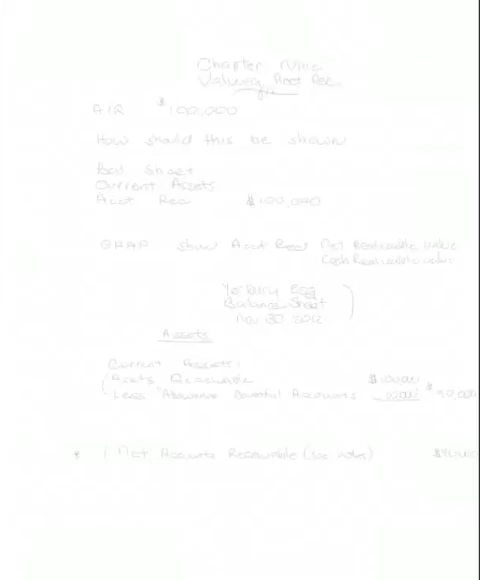 Chapter Nine
Valuing Acct Rec
A/R $100,000
How should this be shown
Bal Sheet
Current Assets
Acct Rec $100,000
GAAP show Acct Rec Net Realizable Value
Cash Realizable Value
Balance Sheet
Nov 30 2012
Assets
Current Assets:
Accts Receivable $100,000
Less "Allowance Doubtful Accounts 10,000 $90,000
* (Net Accounts Receivable (see notes) $90,000